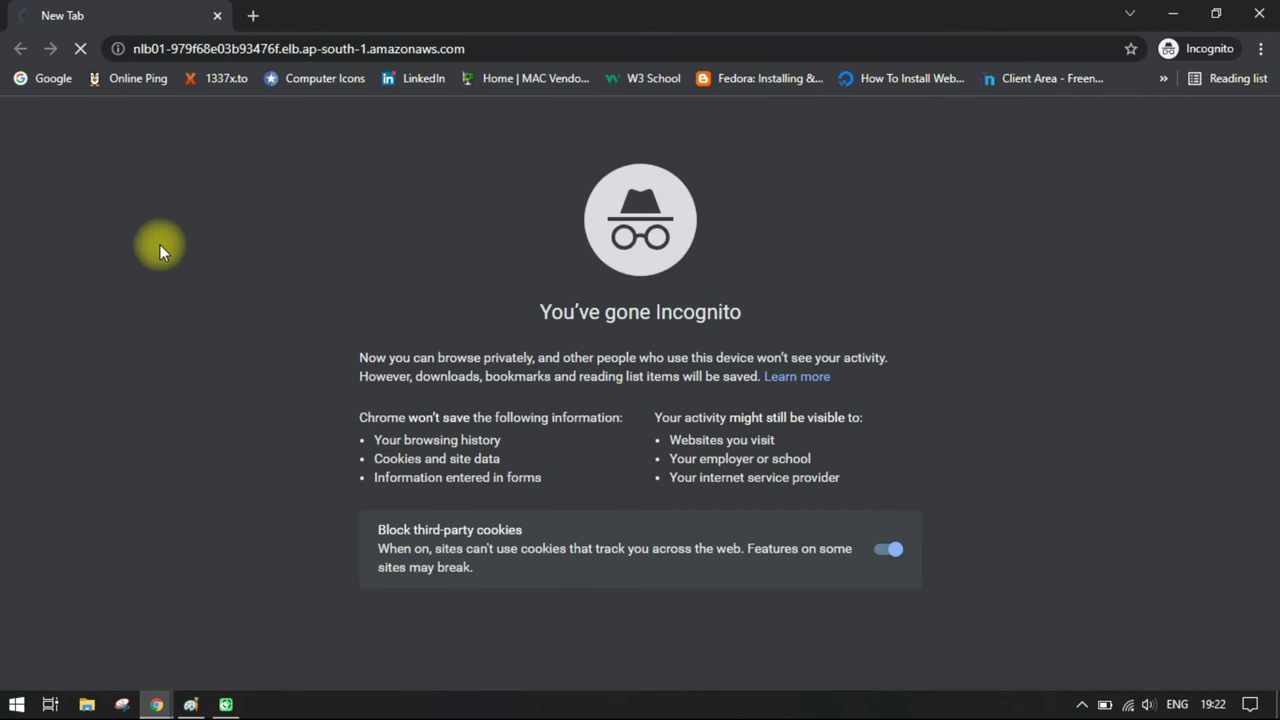 New Tab
nlb01-979f68e03b93476f.elb.ap-south-1.amazonaws.com
Incognito
Google
Online Ping
1337x.to
Computer Icons
LinkedIn
Home | MAC Vendo...
W3 School
Fedora: Installing &...
How To Install Web...
Client Area - Freen...
»
Reading list
You've gone Incognito
Now you can browse privately, and other people who use this device won't see your activity.
However, downloads, bookmarks and reading list items will be saved. Learn more
Chrome won't save the following information:
• Your browsing history
• Cookies and site data
• Information entered in forms
Your activity might still be visible to:
• Websites you visit
• Your employer or school
• Your internet service provider
Block third-party cookies
When on, sites can't use cookies that track you across the web. Features on some
sites may break.
ENG
19:22